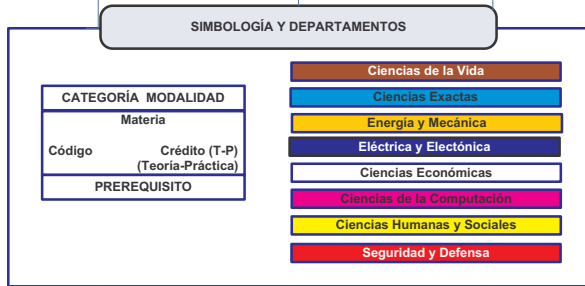 SIMBOLOGÍA Y DEPARTAMENTOS
CATEGORÍA MODALIDAD
Materia
Código Crédito (T-P)
(Teoría-Práctica)
PREREQUISITO
Ciencias de la Vida
Ciencias Exactas
Energía y Mecánica
Eléctrica y Electónica
Ciencias Económicas
Ciencias de la Computación
Ciencias Humanas y Sociales
Seguridad y Defensa